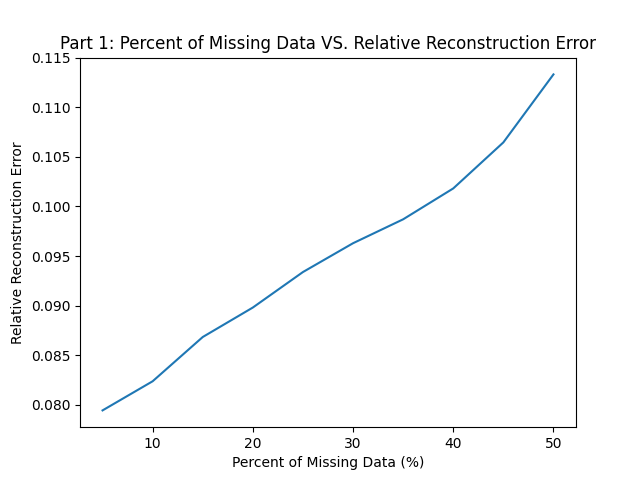 Part 1: Percent of Missing Data VS. Relative Reconstruction Error
0.115
0.110
0.105
0.100
0.095
0.090
0.085
0.080
Relative Reconstruction Error
10 20 30 40 50
Percent of Missing Data (%)